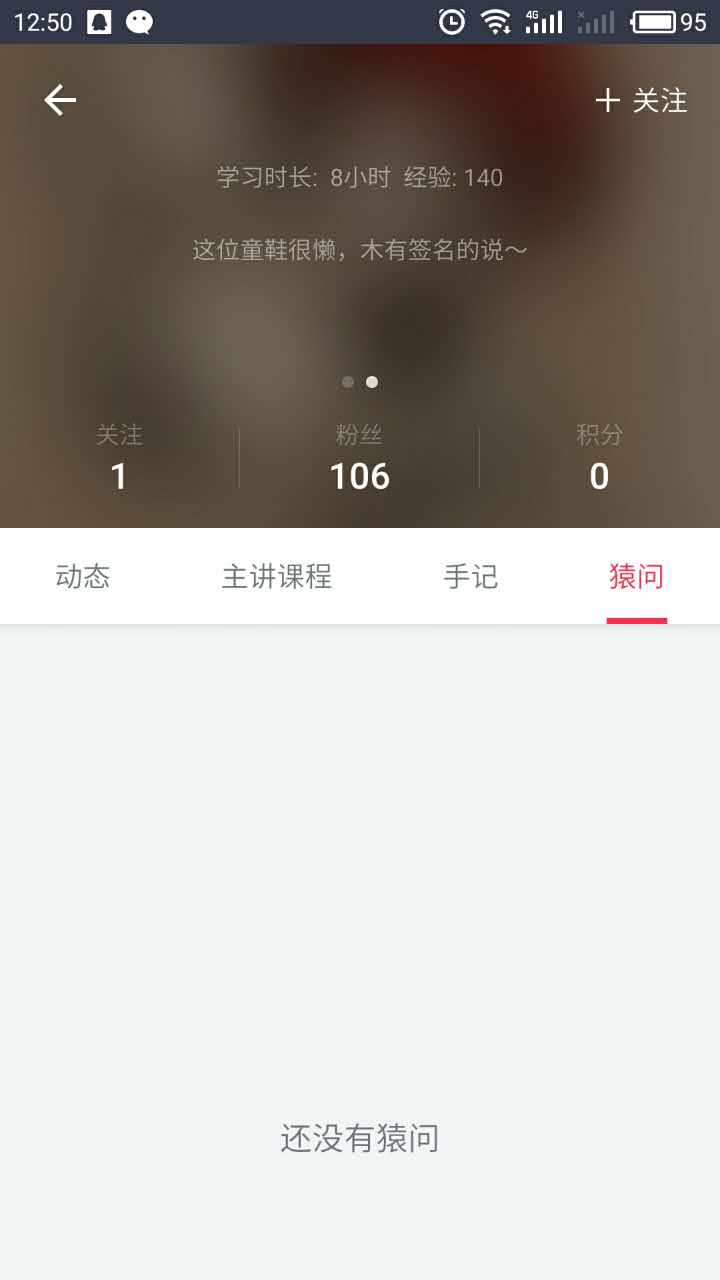 12:50 4G 95
关注
学习时长: 8小时 经验: 140
这位童鞋很懒，木有签名的说～
关注 粉丝 积分
1 106 0
动态 主讲课程 手记 猿问
还没有猿问